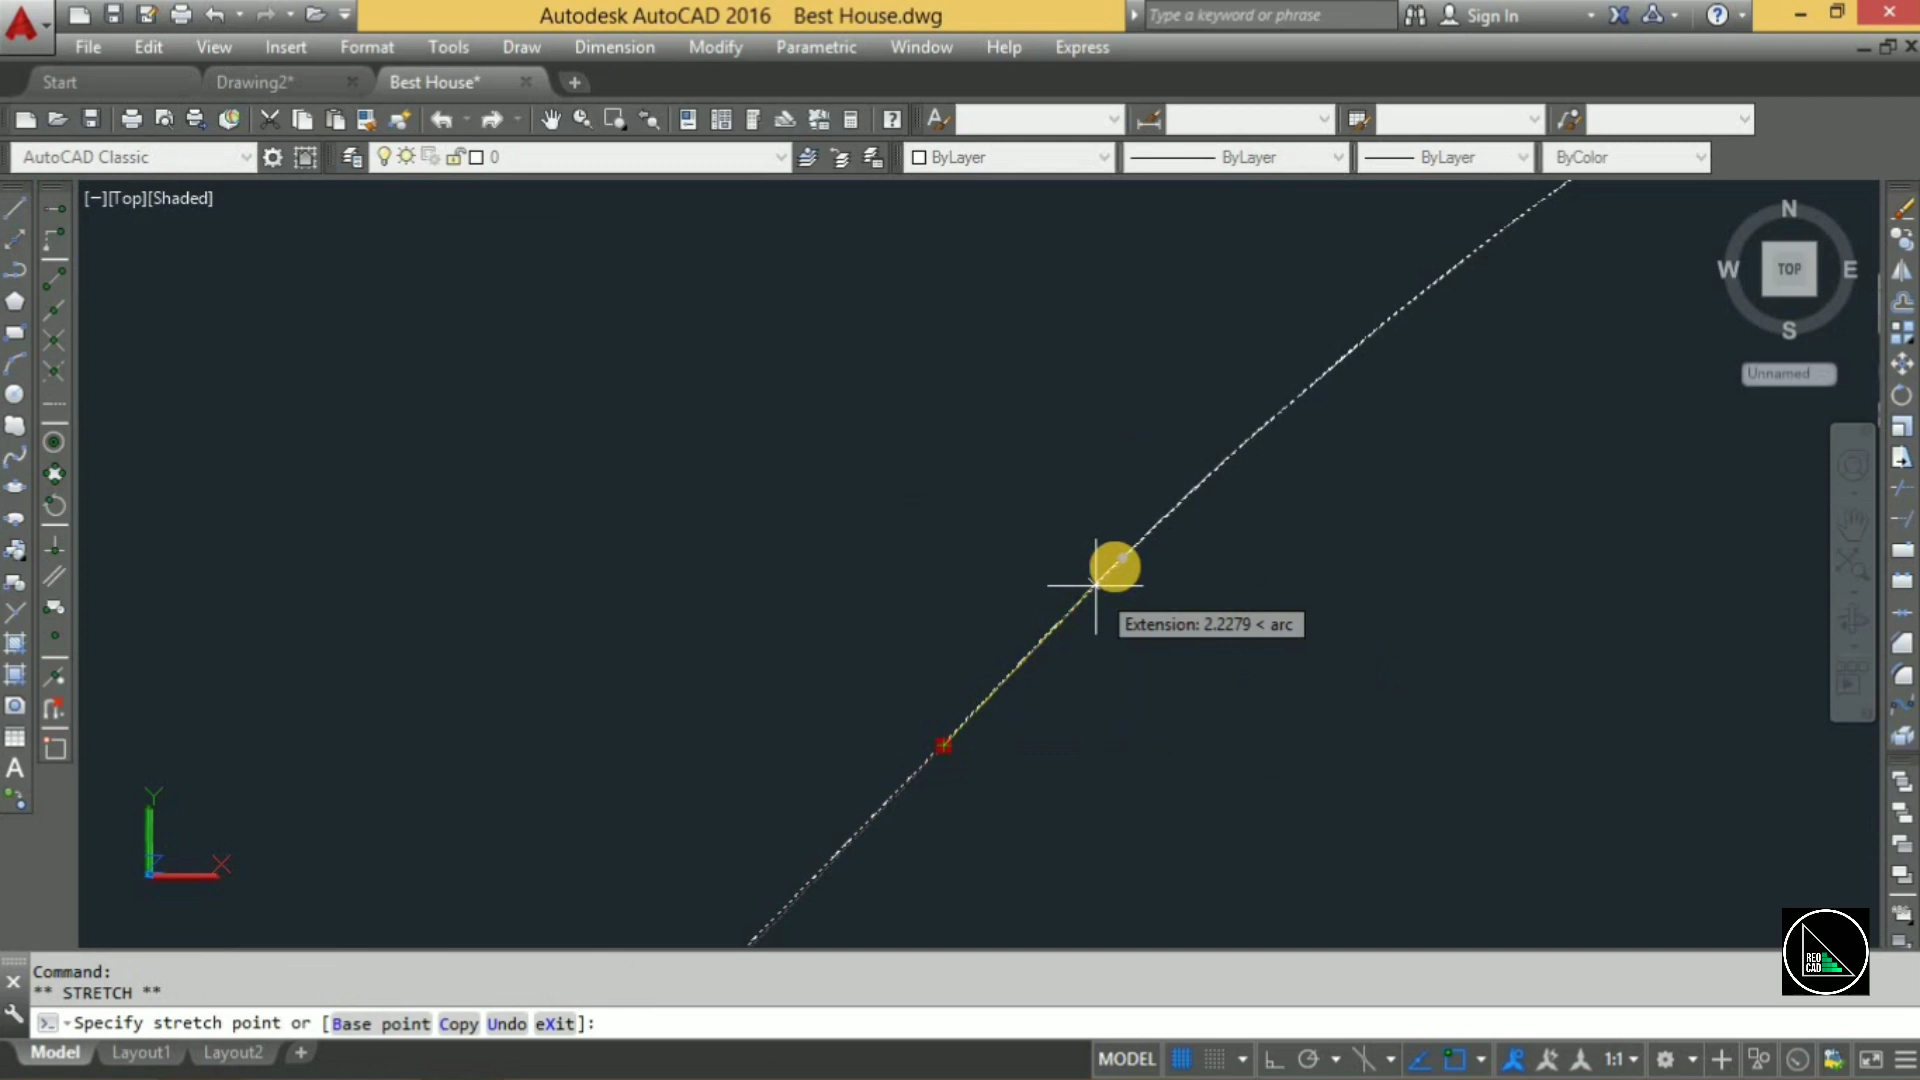 Autodesk AutoCAD 2016 Best House.dwg
Type a keyword or phrase
Sign In
?
File Edit View Insert Format Tools Draw Dimension Modify Parametric Window Help Express
Start Drawing2* Best House* +
AutoCAD Classic 0 ByLayer ByLayer ByLayer ByColor
[−][Top][Shaded]
N
W TOP E
S
Unnamed
Extension: 2.2279 < arc
A
Y
X
REO
CAD
Command:
** STRETCH **
Specify stretch point or [Base point Copy Undo eXit]:
Model Layout1 Layout2 + MODEL 1:1